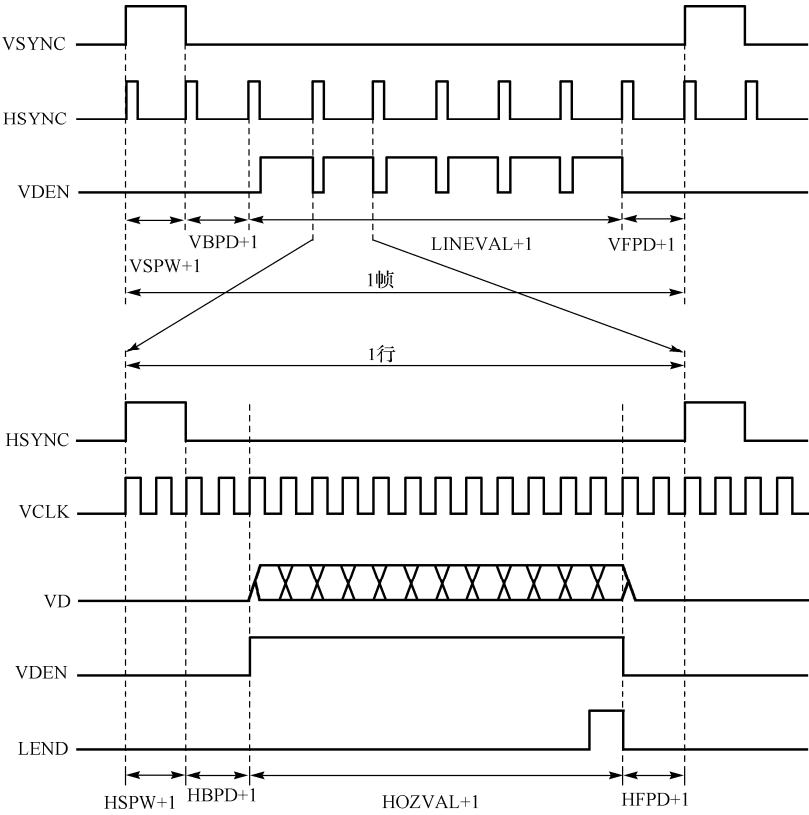 VSYNC
HSYNC
VDEN
VBPD+1
LINEVAL+1
VFPD+1
VSPW+1
1帧
1行
HSYNC
VCLK
VD
VDEN
LEND
HSPW+1
HBPD+1
HOZVAL+1
HFPD+1